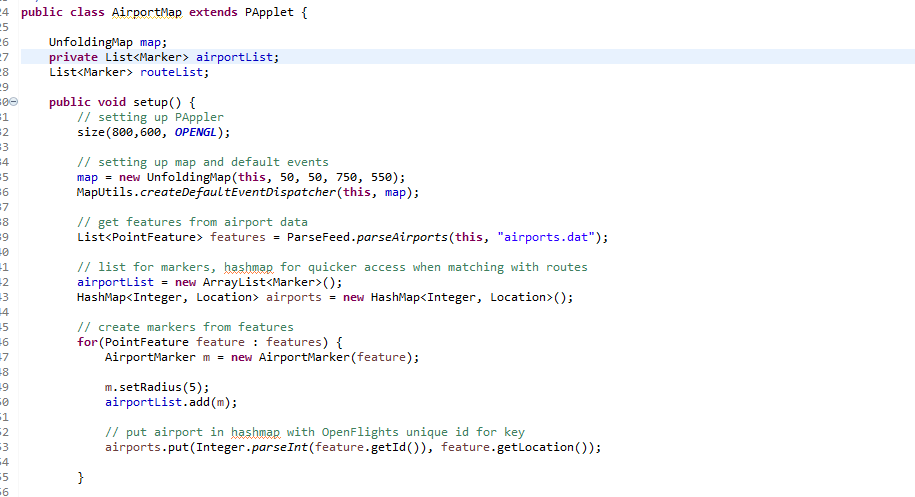 24 public class AirportMap extends PApplet {
25
26 UnfoldingMap map;
27 private List<Marker> airportList;
28 List<Marker> routeList;
29
30 public void setup() {
31 // setting up PAppler
32 size(800,600, OPENGL);
33
34 // setting up map and default events
35 map = new UnfoldingMap(this, 50, 50, 750, 550);
36 MapUtils.createDefaultEventDispatcher(this, map);
37
38 // get features from airport data
39 List<PointFeature> features = ParseFeed.parseAirports(this, "airports.dat");
40
41 // list for markers, hashmap for quicker access when matching with routes
42 airportList = new ArrayList<Marker>();
43 HashMap<Integer, Location> airports = new HashMap<Integer, Location>();
44
45 // create markers from features
46 for(PointFeature feature : features) {
47 AirportMarker m = new AirportMarker(feature);
48
49 m.setRadius(5);
50 airportList.add(m);
51
52 // put airport in hashmap with OpenFlights unique id for key
53 airports.put(Integer.parseInt(feature.getId()), feature.getLocation());
54
55 }
56